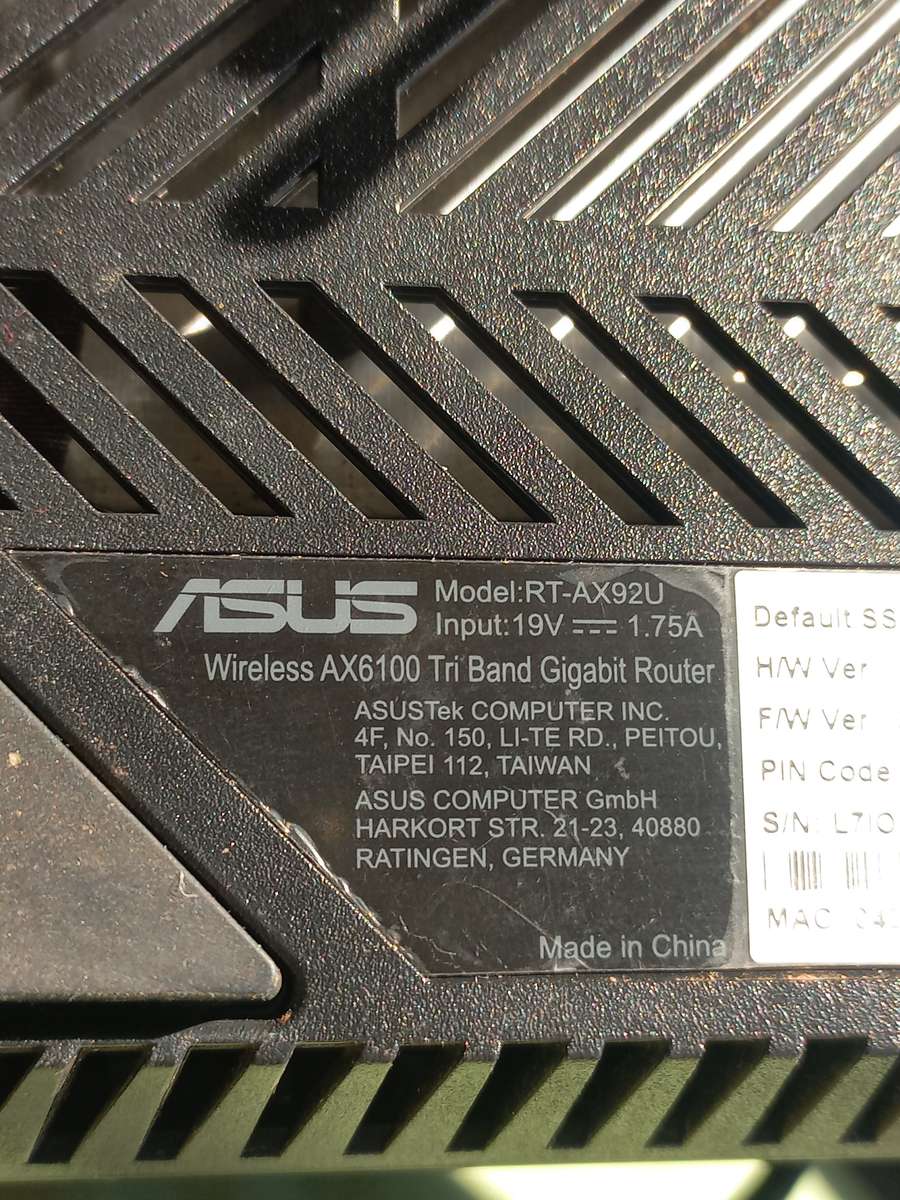 ASUS
Model:RT-AX92U
Input:19V ⎓ 1.75A
Wireless AX6100 Tri Band Gigabit Router
ASUSTek COMPUTER INC.
4F, No. 150, LI-TE RD., PEITOU,
TAIPEI 112, TAIWAN
ASUS COMPUTER GmbH
HARKORT STR. 21-23, 40880
RATINGEN, GERMANY
Made in China
Default SS
H/W Ver
F/W Ver
PIN Code
S/N: L7IO
MAC